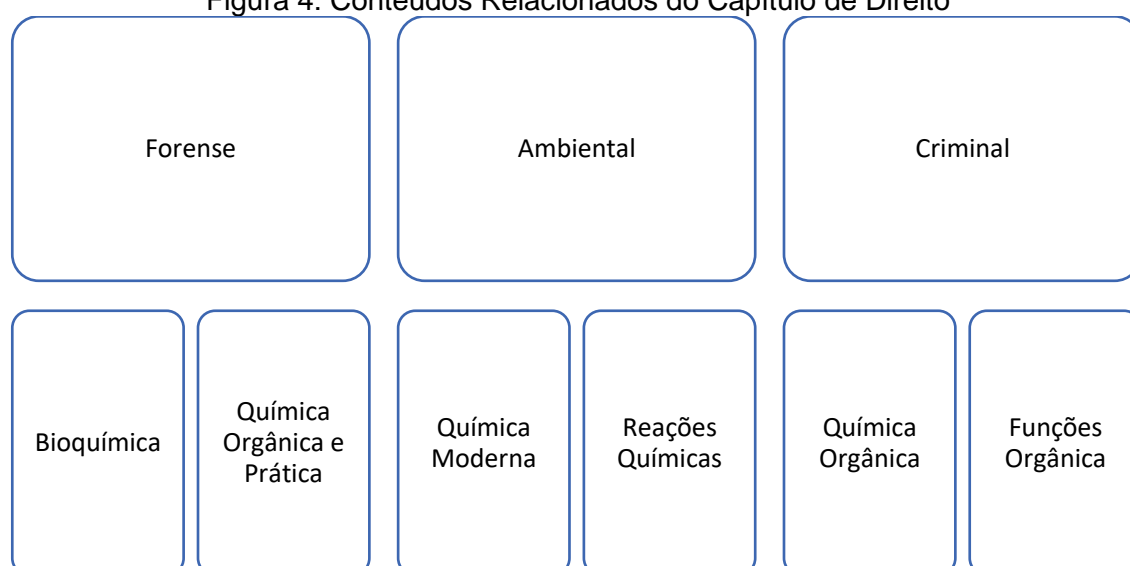 Figura 4: Conteúdos Relacionados do Capítulo de Direito
Forense
Ambiental
Criminal
Bioquímica
Química
Orgânica e
Prática
Química
Moderna
Reações
Químicas
Química
Orgânica
Funções
Orgânica